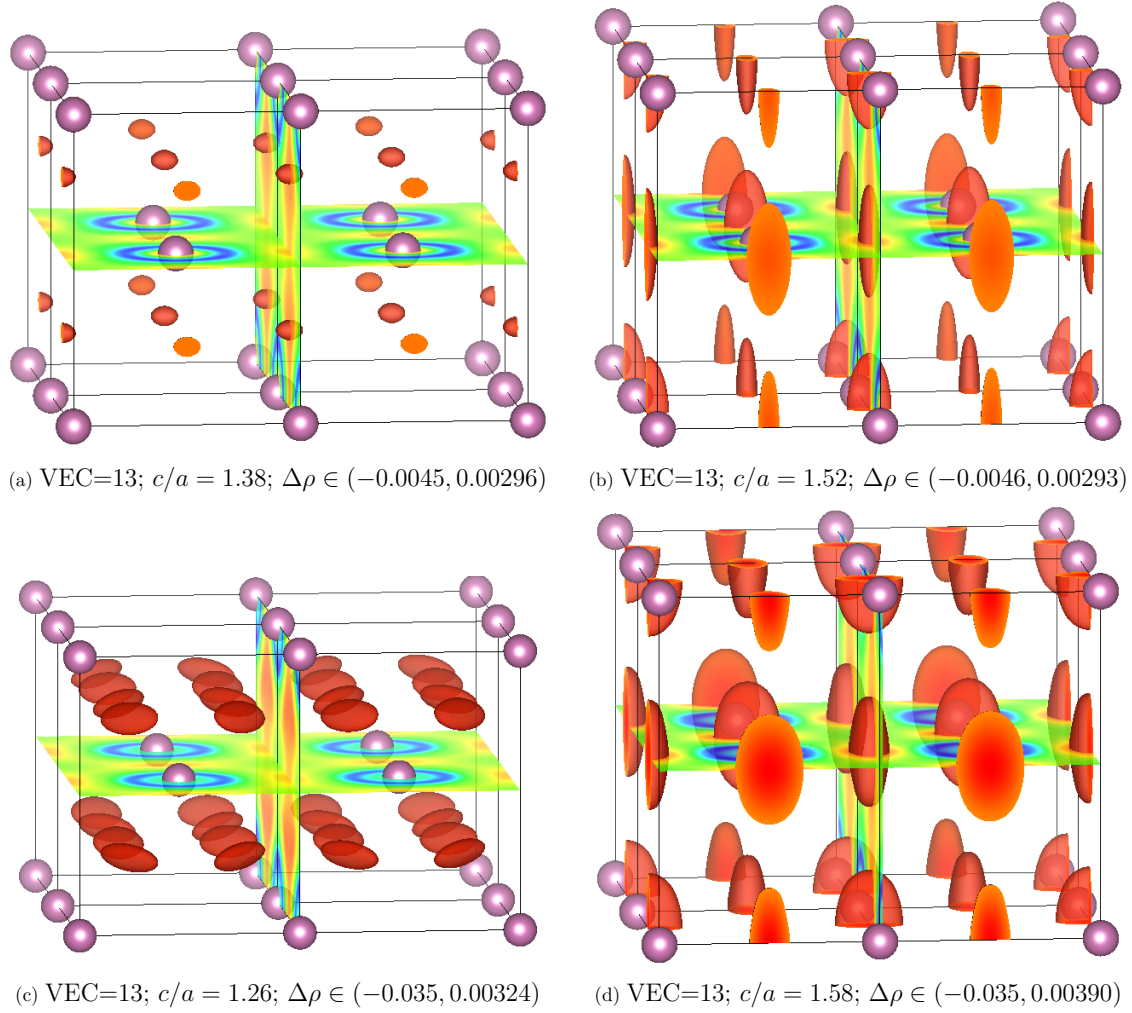 (a) VEC=13; c/a = 1.38; Δρ ∈ (−0.0045, 0.00296)
(b) VEC=13; c/a = 1.52; Δρ ∈ (−0.0046, 0.00293)
(c) VEC=13; c/a = 1.26; Δρ ∈ (−0.035, 0.00324)
(d) VEC=13; c/a = 1.58; Δρ ∈ (−0.035, 0.00390)